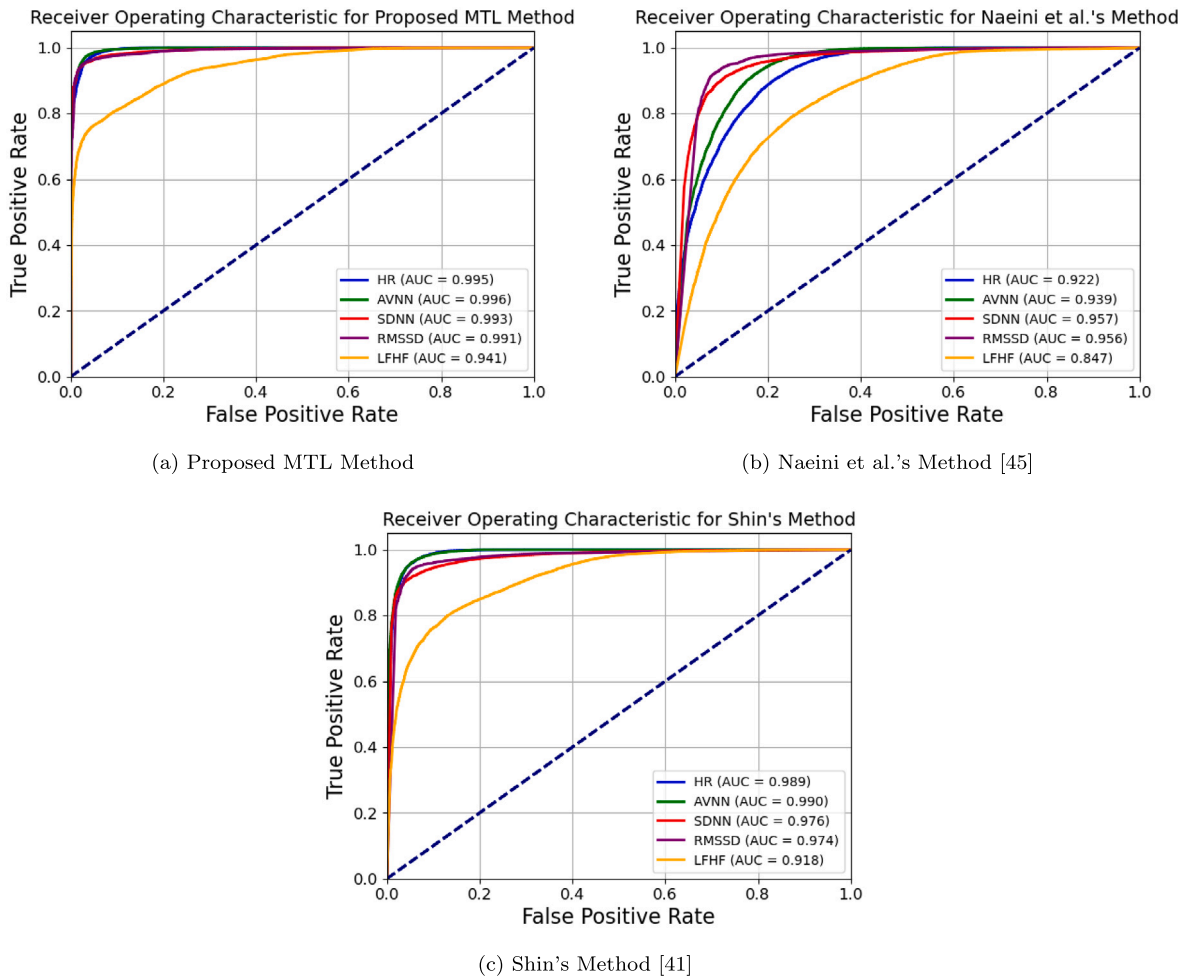 Receiver Operating Characteristic for Proposed MTL Method
True Positive Rate
1.0
0.8
0.6
0.4
0.2
0.0
HR (AUC = 0.995)
AVNN (AUC = 0.996)
SDNN (AUC = 0.993)
RMSSD (AUC = 0.991)
LFHF (AUC = 0.941)
0.0 0.2 0.4 0.6 0.8 1.0
False Positive Rate
(a) Proposed MTL Method
Receiver Operating Characteristic for Naeini et al.'s Method
True Positive Rate
1.0
0.8
0.6
0.4
0.2
0.0
HR (AUC = 0.922)
AVNN (AUC = 0.939)
SDNN (AUC = 0.957)
RMSSD (AUC = 0.956)
LFHF (AUC = 0.847)
0.0 0.2 0.4 0.6 0.8 1.0
False Positive Rate
(b) Naeini et al.'s Method [45]
Receiver Operating Characteristic for Shin's Method
True Positive Rate
1.0
0.8
0.6
0.4
0.2
0.0
HR (AUC = 0.989)
AVNN (AUC = 0.990)
SDNN (AUC = 0.976)
RMSSD (AUC = 0.974)
LFHF (AUC = 0.918)
0.0 0.2 0.4 0.6 0.8 1.0
False Positive Rate
(c) Shin's Method [41]